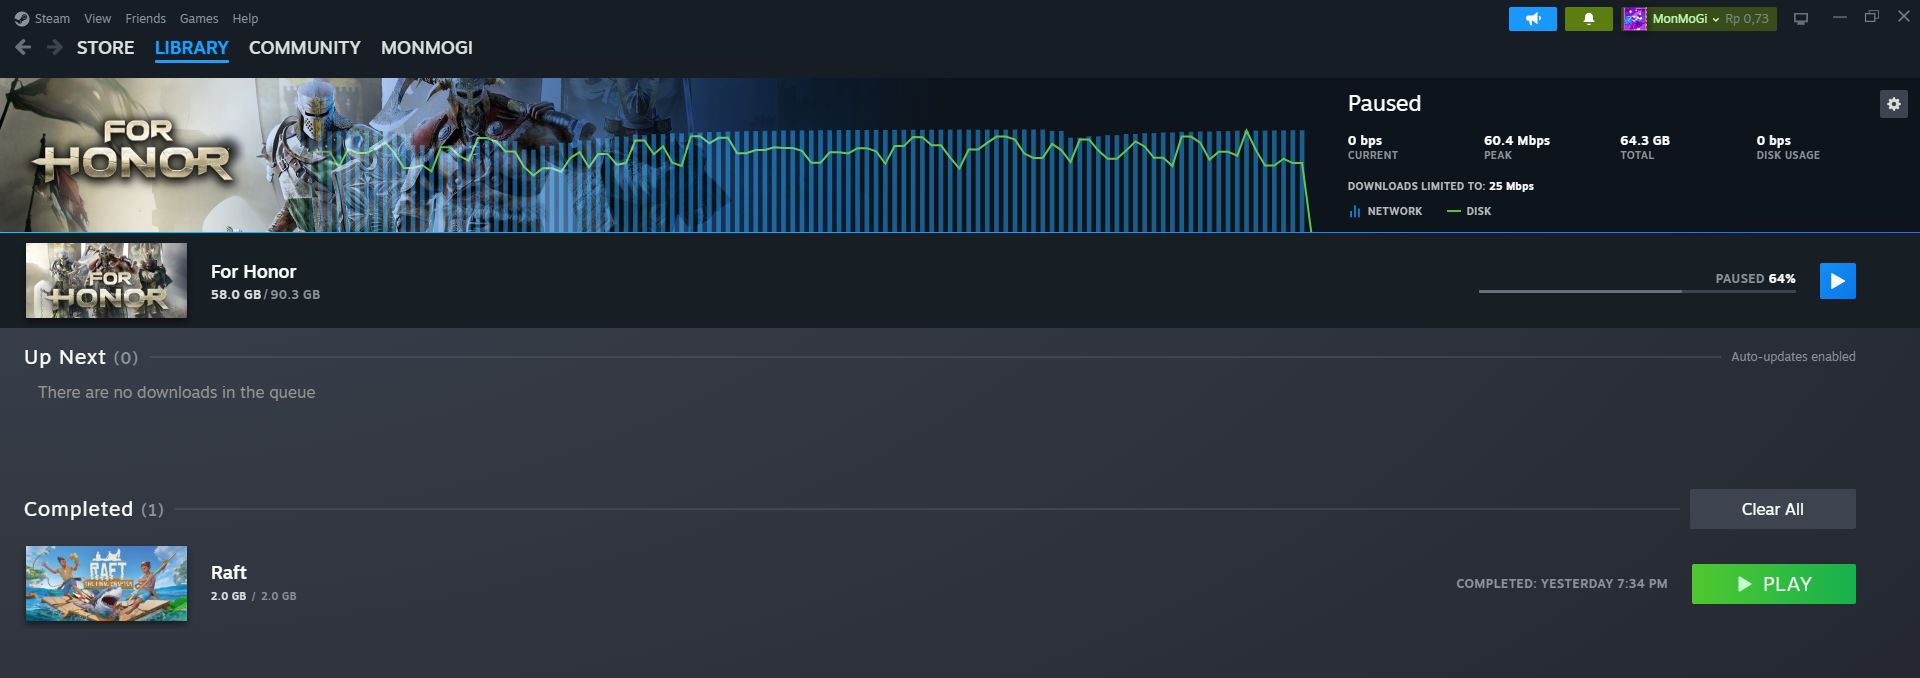 Steam View Friends Games Help
MonMoGi Rp 0,73
STORE LIBRARY COMMUNITY MONMOGI
FOR
HONOR
Paused
0 bps 60.4 Mbps 64.3 GB 0 bps
CURRENT PEAK TOTAL DISK USAGE
DOWNLOADS LIMITED TO: 25 Mbps
NETWORK DISK
FOR
HONOR
For Honor
58.0 GB / 90.3 GB
PAUSED 64%
Up Next (0)
Auto-updates enabled
There are no downloads in the queue
Completed (1)
Clear All
RAFT
THE FINAL CHAPTER
Raft
2.0 GB / 2.0 GB
COMPLETED: YESTERDAY 7:34 PM
PLAY